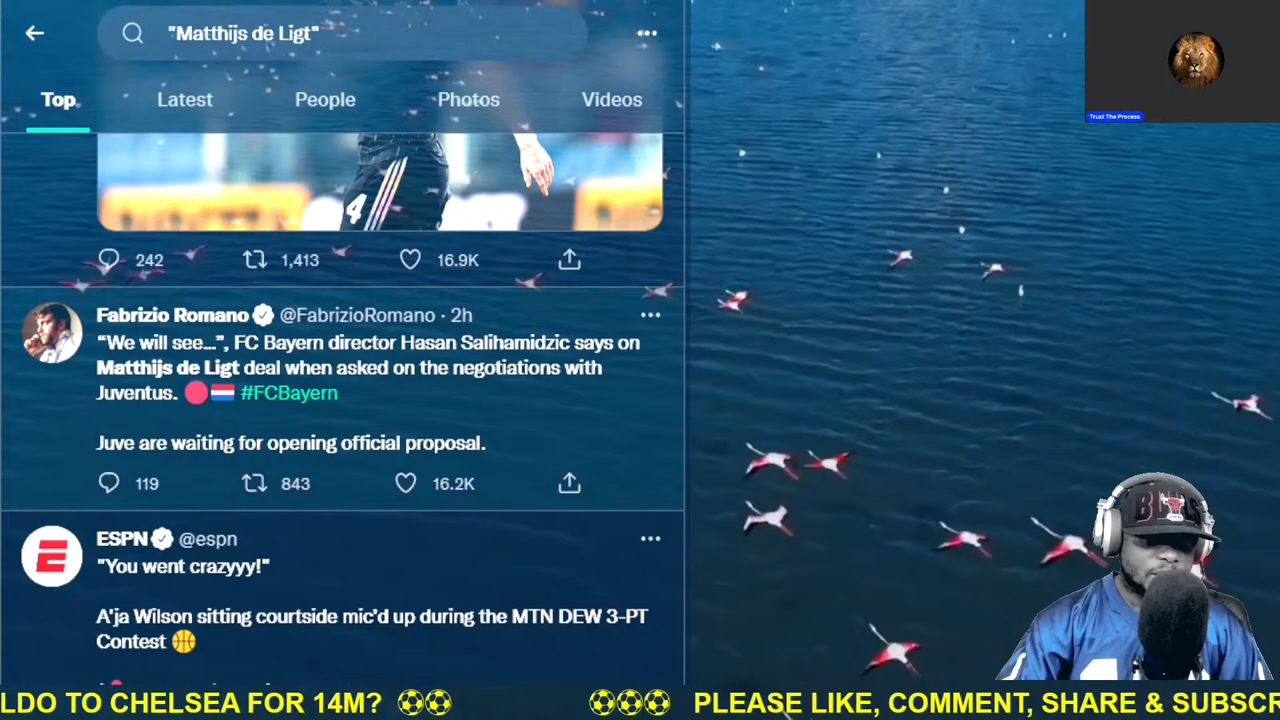 "Matthijs de Ligt"
Top
Latest
People
Photos
Videos
4
242
1,413
16.9K
Fabrizio Romano @FabrizioRomano · 2h
“We will see...”, FC Bayern director Hasan Salihamidzic says on
Matthijs de Ligt deal when asked on the negotiations with
Juventus. 🔴🇳🇱 #FCBayern
Juve are waiting for opening official proposal.
119
843
16.2K
ESPN @espn
"You went crazyyy!"
A'ja Wilson sitting courtside mic'd up during the MTN DEW 3-PT
Contest 🏀
Trust The Process
BULLS
LDO TO CHELSEA FOR 14M? ⚽⚽ ⚽⚽⚽ PLEASE LIKE, COMMENT, SHARE & SUBSCR